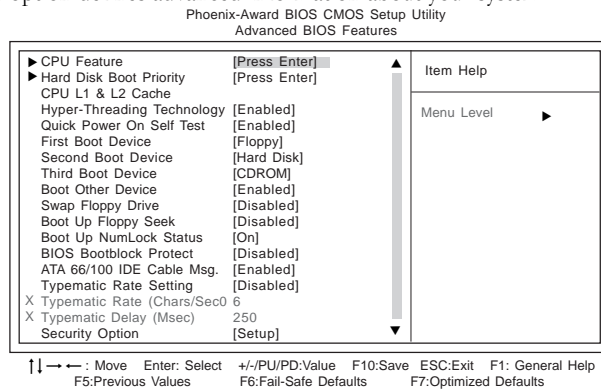 Phoenix-Award BIOS CMOS Setup Utility
Advanced BIOS Features
▶ CPU Feature [Press Enter]
▶ Hard Disk Boot Priority [Press Enter]
CPU L1 & L2 Cache
Hyper-Threading Technology [Enabled]
Quick Power On Self Test [Enabled]
First Boot Device [Floppy]
Second Boot Device [Hard Disk]
Third Boot Device [CDROM]
Boot Other Device [Enabled]
Swap Floppy Drive [Disabled]
Boot Up Floppy Seek [Disabled]
Boot Up NumLock Status [On]
BIOS Bootblock Protect [Disabled]
ATA 66/100 IDE Cable Msg. [Enabled]
Typematic Rate Setting [Disabled]
X Typematic Rate (Chars/Sec0 6
X Typematic Delay (Msec) 250
Security Option [Setup]
Item Help
Menu Level ▶
↑↓→← : Move Enter: Select +/-/PU/PD:Value F10:Save ESC:Exit F1: General Help
F5:Previous Values F6:Fail-Safe Defaults F7:Optimized Defaults